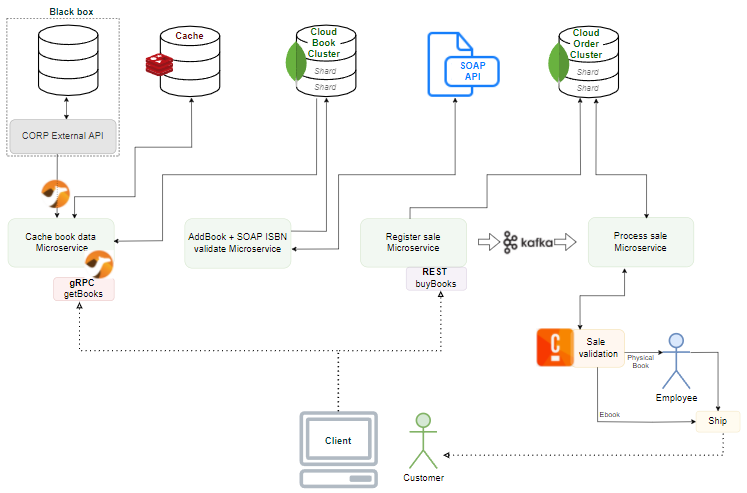 Black box
Cache
Cloud
Book
Cluster
Shard
Shard
SOAP
API
Cloud
Order
Cluster
Shard
Shard
CORP External API
Cache book data
Microservice
AddBook + SOAP ISBN
validate Microservice
Register sale
Microservice
kafka
Process sale
Microservice
gRPC
getBooks
REST
buyBooks
C
Sale
validation
Physical
Book
Employee
Ebook
Ship
Client
Customer